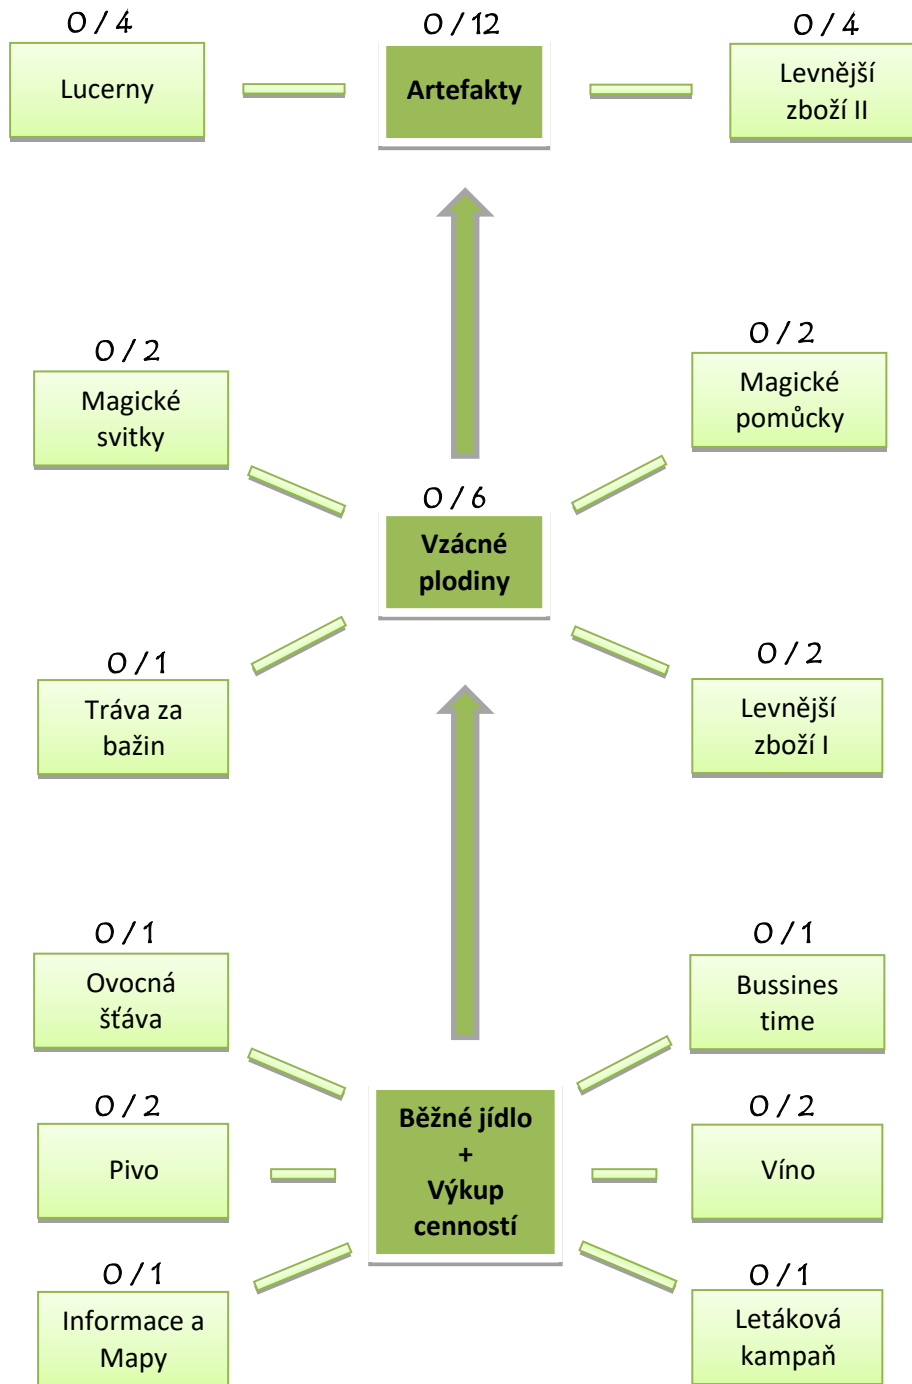 0 / 4
Lucerny
0 / 12
Artefakty
0 / 4
Levnější
zboží II
0 / 2
Magické
svitky
0 / 2
Magické
pomůcky
0 / 6
Vzácné
plodiny
0 / 1
Tráva za
bažin
0 / 2
Levnější
zboží I
0 / 1
Ovocná
šťáva
0 / 1
Bussines
time
0 / 2
Pivo
Běžné jídlo
+
Výkup
cenností
0 / 2
Víno
0 / 1
Informace a
Mapy
0 / 1
Letáková
kampaň